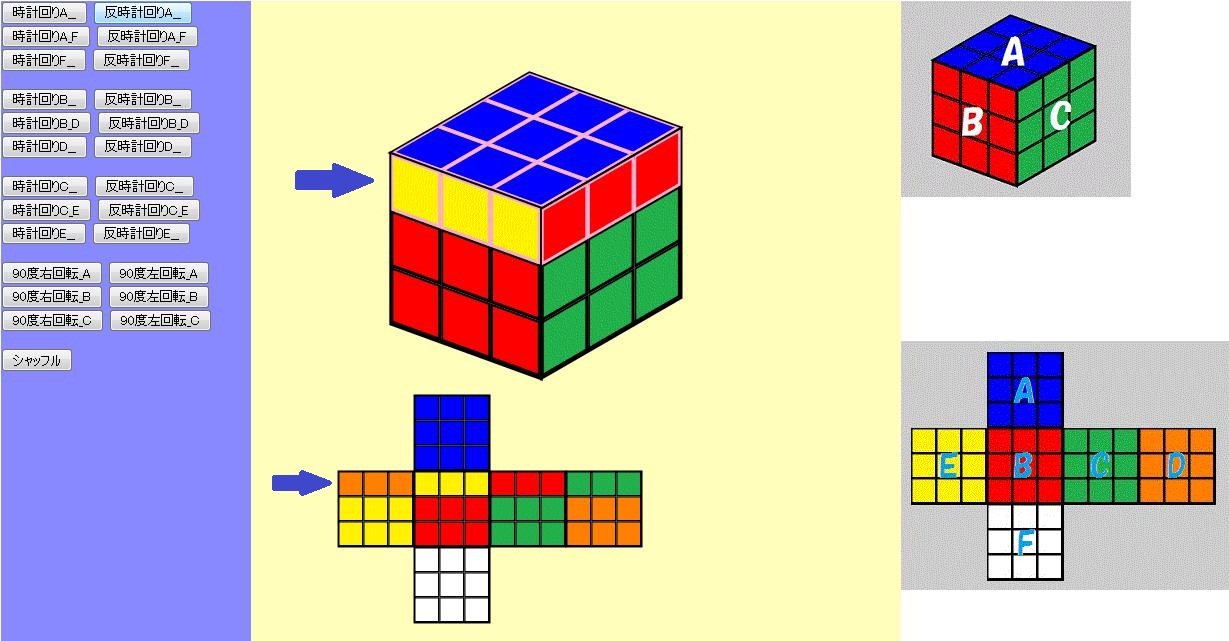 時計回りA_ 反時計回りA_
時計回りA_F 反時計回りA_F
時計回りF_ 反時計回りF_
時計回りB_ 反時計回りB_
時計回りB_D 反時計回りB_D
時計回りD_ 反時計回りD_
時計回りC_ 反時計回りC_
時計回りC_E 反時計回りC_E
時計回りE_ 反時計回りE_
90度右回転_A 90度左回転_A
90度右回転_B 90度左回転_B
90度右回転_C 90度左回転_C
シャッフル
A
B C
A
E B C D
F